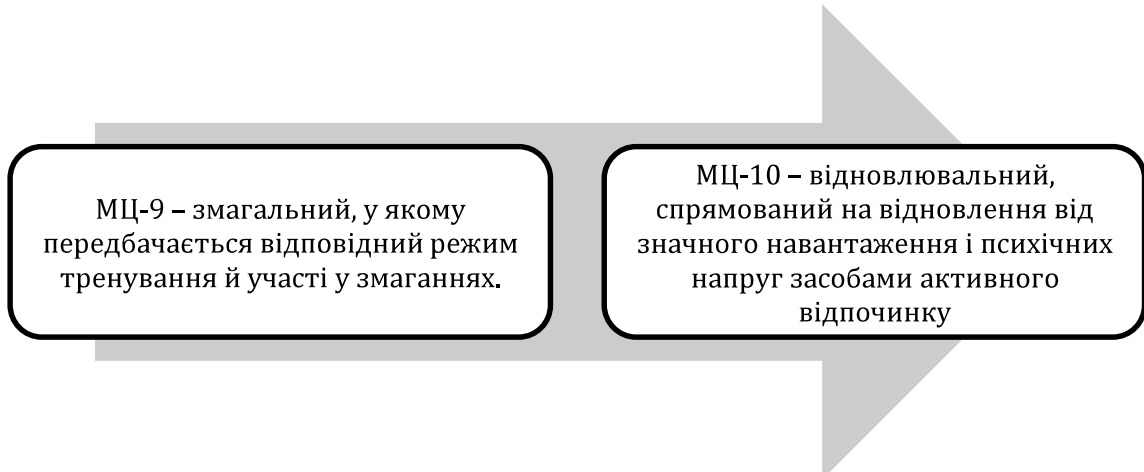 МЦ-9 – змагальний, у якому
передбачається відповідний режим
тренування й участі у змаганнях.
МЦ-10 – відновлювальний,
спрямований на відновлення від
значного навантаження і психічних
напруг засобами активного
відпочинку